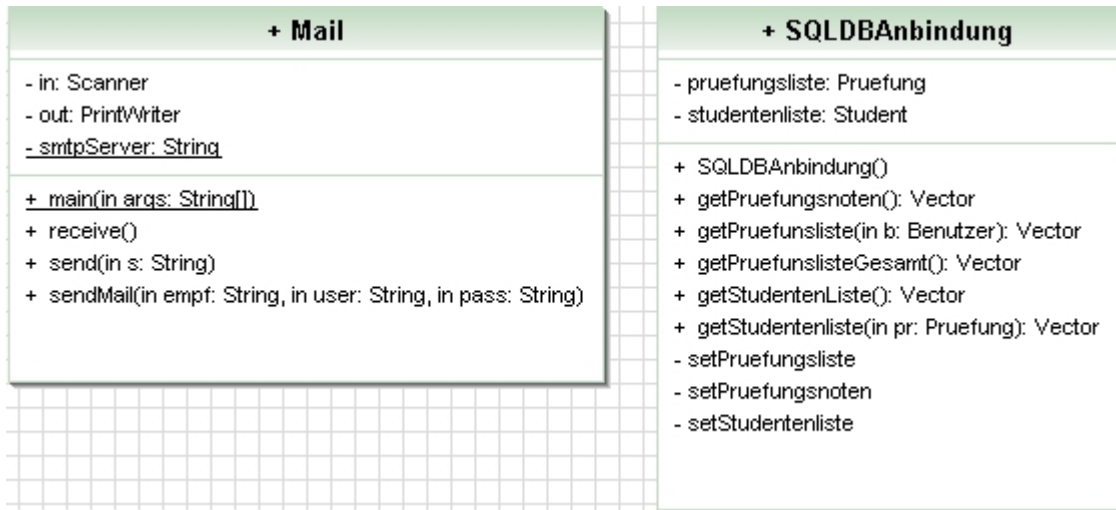 + Mail
- in: Scanner
- out: PrintWriter
- smtpServer: String
+ main(in args: String[])
+ receive()
+ send(in s: String)
+ sendMail(in empf: String, in user: String, in pass: String)
+ SQLDBAnbindung
- pruefungsliste: Pruefung
- studentenliste: Student
+ SQLDBAnbindung()
+ getPruefungsnoten(): Vector
+ getPruefunsliste(in b: Benutzer): Vector
+ getPruefunslisteGesamt(): Vector
+ getStudentenListe(): Vector
+ getStudentenliste(in pr: Pruefung): Vector
- setPruefungsliste
- setPruefungsnoten
- setStudentenliste